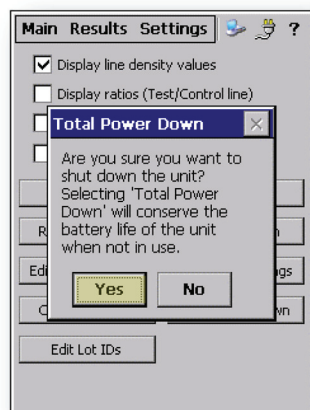 Main Results Settings ?
Display line density values
Display ratios (Test/Control line)
Total Power Down
Are you sure you want to
shut down the unit?
Selecting 'Total Power
Down' will conserve the
battery life of the unit
when not in use.
Yes No
Edit Lot IDs